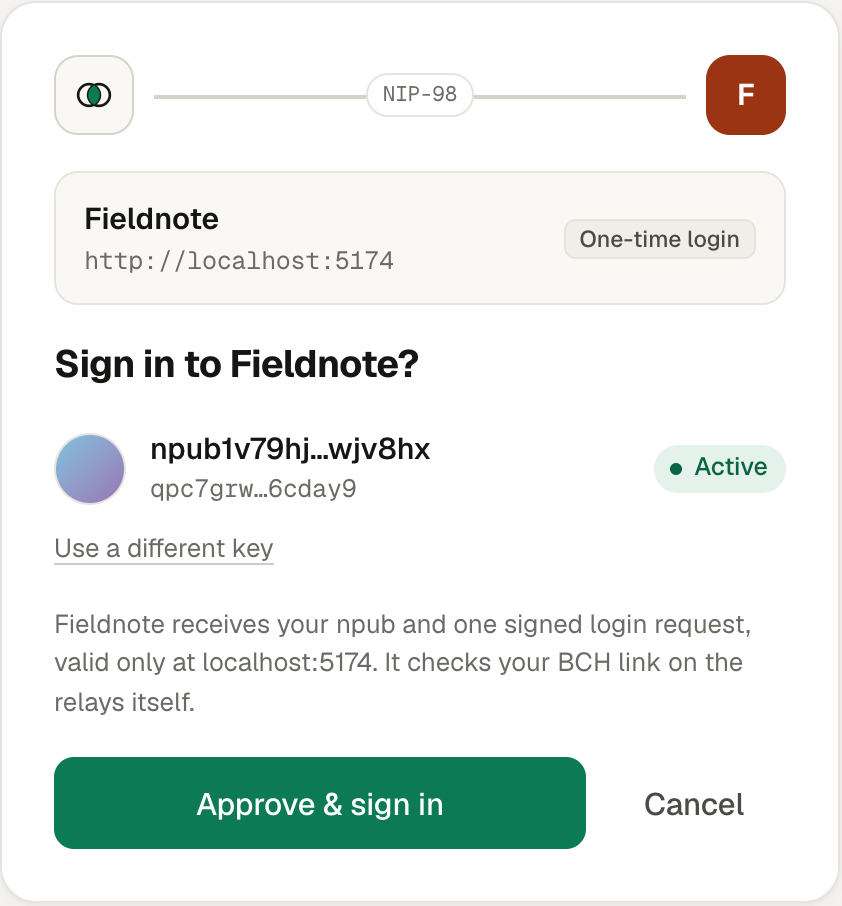 NIP-98
F
Fieldnote
http://localhost:5174
One-time login
Sign in to Fieldnote?
npub1v79hj…wjv8hx
qpc7grw…6cday9
Active
Use a different key
Fieldnote receives your npub and one signed login request,
valid only at localhost:5174. It checks your BCH link on the
relays itself.
Approve & sign in
Cancel